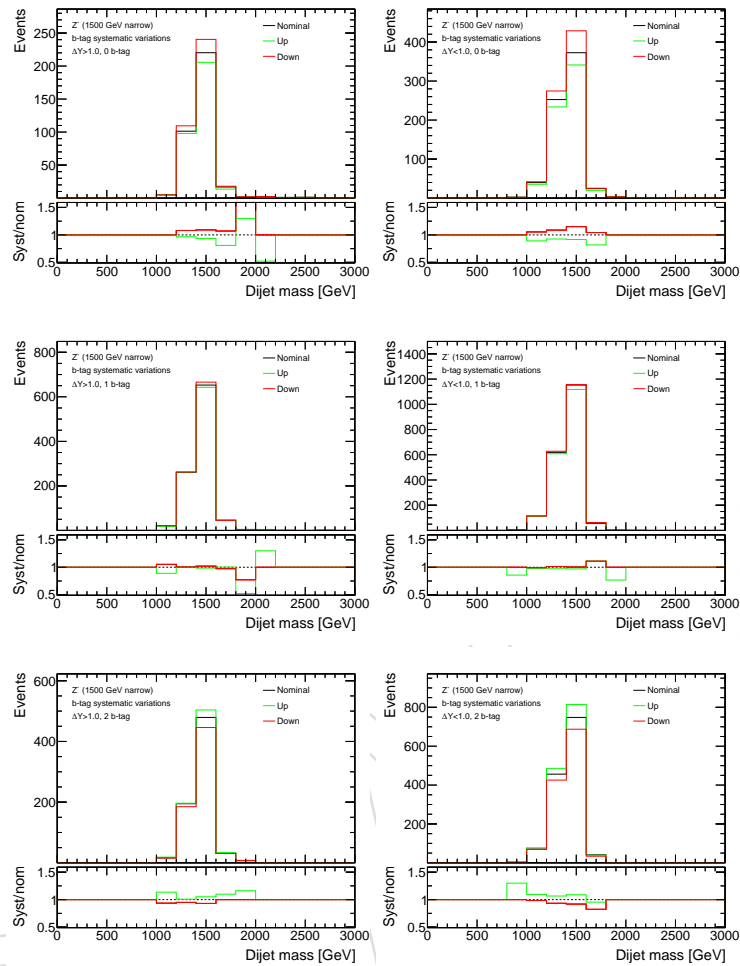 Events
250
200
150
100
50
Z' (1500 GeV narrow)
b-tag systematic variations
ΔY>1.0, 0 b-tag
Nominal
Up
Down
Syst/nom
1.5
1
0.5
0 500 1000 1500 2000 2500 3000
Dijet mass [GeV]
Events
400
300
200
100
Z' (1500 GeV narrow)
b-tag systematic variations
ΔY<1.0, 0 b-tag
Nominal
Up
Down
Syst/nom
1.5
1
0.5
0 500 1000 1500 2000 2500 3000
Dijet mass [GeV]
Events
800
600
400
200
Z' (1500 GeV narrow)
b-tag systematic variations
ΔY>1.0, 1 b-tag
Nominal
Up
Down
Syst/nom
1.5
1
0.5
0 500 1000 1500 2000 2500 3000
Dijet mass [GeV]
Events
1400
1200
1000
800
600
400
200
Z' (1500 GeV narrow)
b-tag systematic variations
ΔY<1.0, 1 b-tag
Nominal
Up
Down
Syst/nom
1.5
1
0.5
0 500 1000 1500 2000 2500 3000
Dijet mass [GeV]
Events
600
400
200
Z' (1500 GeV narrow)
b-tag systematic variations
ΔY>1.0, 2 b-tag
Nominal
Up
Down
Syst/nom
1.5
1
0.5
0 500 1000 1500 2000 2500 3000
Dijet mass [GeV]
Events
800
600
400
200
Z' (1500 GeV narrow)
b-tag systematic variations
ΔY<1.0, 2 b-tag
Nominal
Up
Down
Syst/nom
1.5
1
0.5
0 500 1000 1500 2000 2500 3000
Dijet mass [GeV]